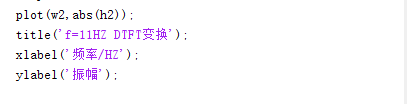 plot(w2,abs(h2));
title('f=11HZ DTFT变换');
xlabel('频率/HZ');
ylabel('振幅');